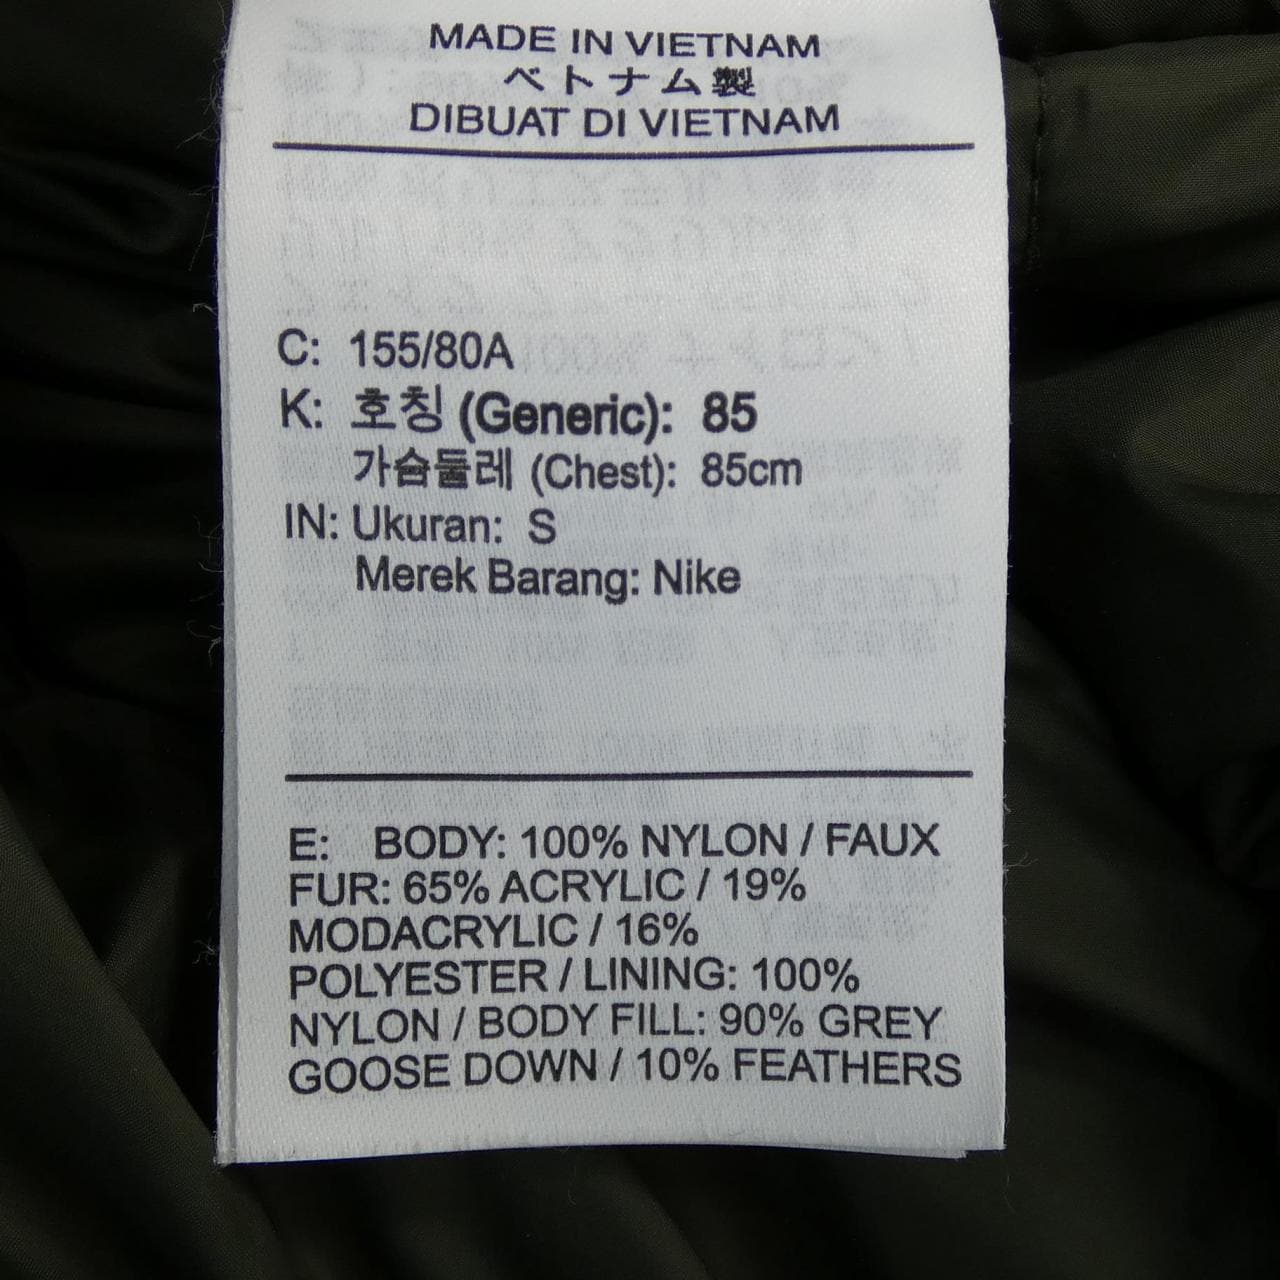 MADE IN VIETNAM
ベトナム製
DIBUAT DI VIETNAM
C: 155/80A
K: 호칭 (Generic): 85
가슴둘레 (Chest): 85cm
IN: Ukuran: S
Merek Barang: Nike
E: BODY: 100% NYLON / FAUX
FUR: 65% ACRYLIC / 19%
MODACRYLIC / 16%
POLYESTER / LINING: 100%
NYLON / BODY FILL: 90% GREY
GOOSE DOWN / 10% FEATHERS